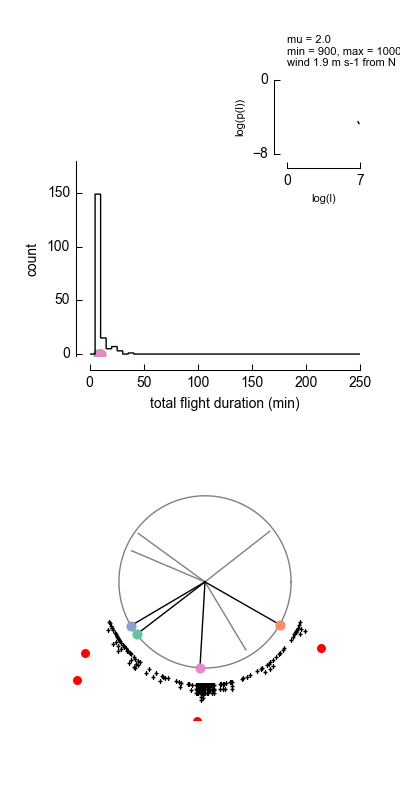 mu = 2.0
min = 900, max = 1000
wind 1.9 m s-1 from N
0
log(p(l))
−8
0
7
log(l)
150
100
count
50
0
0
50
100
150
200
250
total flight duration (min)